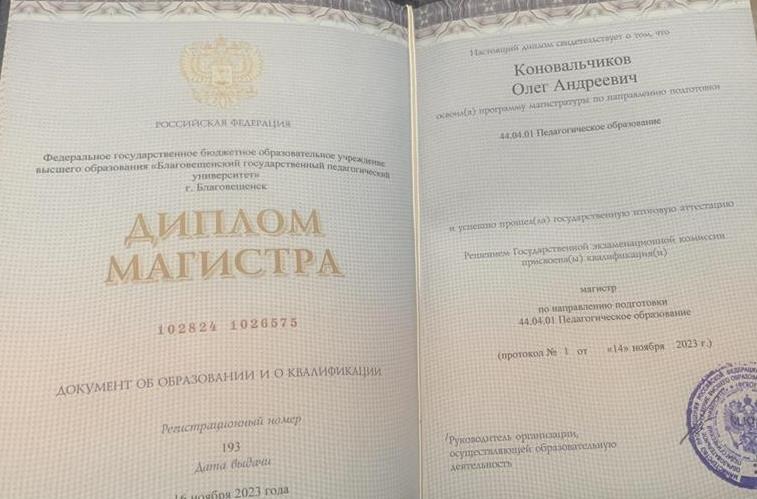 РОССИЙСКАЯ ФЕДЕРАЦИЯ
Федеральное государственное бюджетное образовательное учреждение
высшего образования «Благовещенский государственный педагогический
университет»
г. Благовещенск
ДИПЛОМ
МАГИСТРА
102824 1026575
ДОКУМЕНТ ОБ ОБРАЗОВАНИИ И О КВАЛИФИКАЦИИ
Регистрационный номер
193
Дата выдачи
16 ноября 2023 года
Настоящий диплом свидетельствует о том, что
Коновальчиков
Олег Андреевич
освоил(а) программу магистратуры по направлению подготовки
44.04.01 Педагогическое образование
и успешно прошел(ла) государственную итоговую аттестацию
Решением Государственной экзаменационной комиссии
присвоена(ы) квалификация(и)
магистр
по направлению подготовки
44.04.01 Педагогическое образование
(протокол № 1 от «14» ноября 2023 г.)
Руководитель организации,
осуществляющей образовательную
деятельность